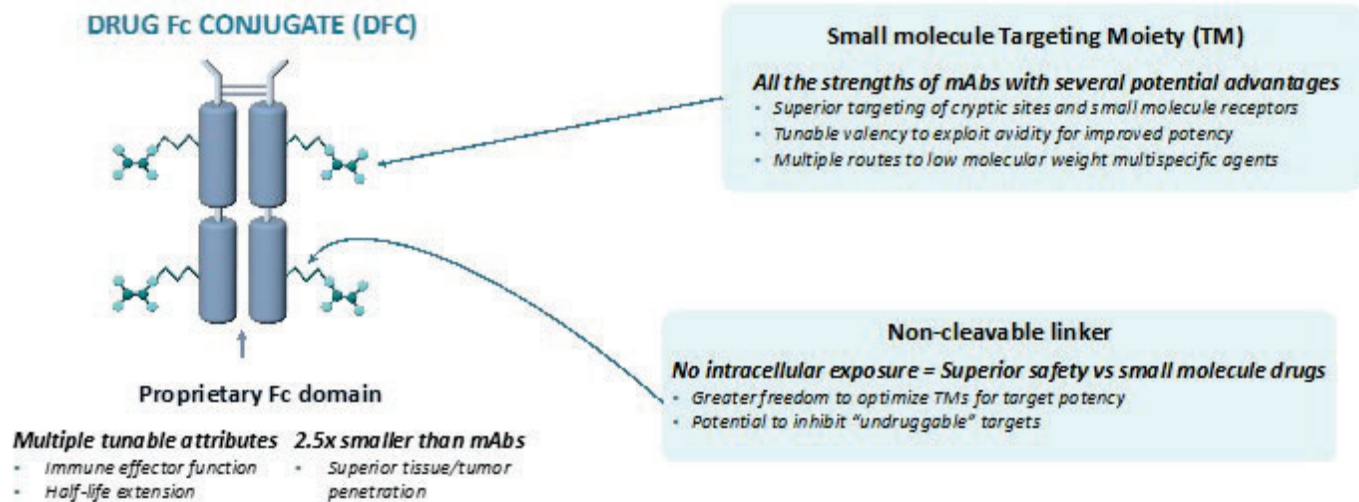 DRUG Fc CONJUGATE (DFC)
Small molecule Targeting Moiety (TM)
All the strengths of mAbs with several potential advantages
• Superior targeting of cryptic sites and small molecule receptors
• Tunable valency to exploit avidity for improved potency
• Multiple routes to low molecular weight multispecific agents
Non-cleavable linker
No intracellular exposure = Superior safety vs small molecule drugs
• Greater freedom to optimize TMs for target potency
• Potential to inhibit “undruggable” targets
Proprietary Fc domain
Multiple tunable attributes
• Immune effector function
• Half-life extension
2.5x smaller than mAbs
• Superior tissue/tumor
penetration